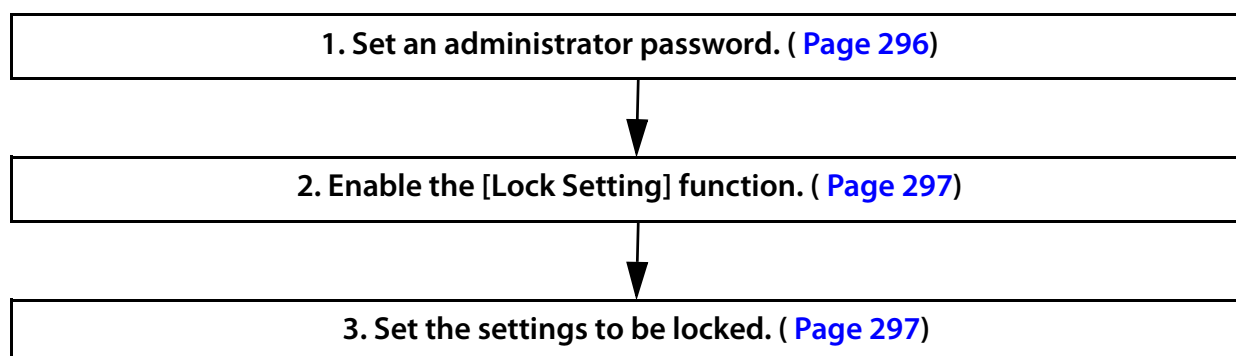 1. Set an administrator password. ( Page 296)
2. Enable the [Lock Setting] function. ( Page 297)
3. Set the settings to be locked. ( Page 297)